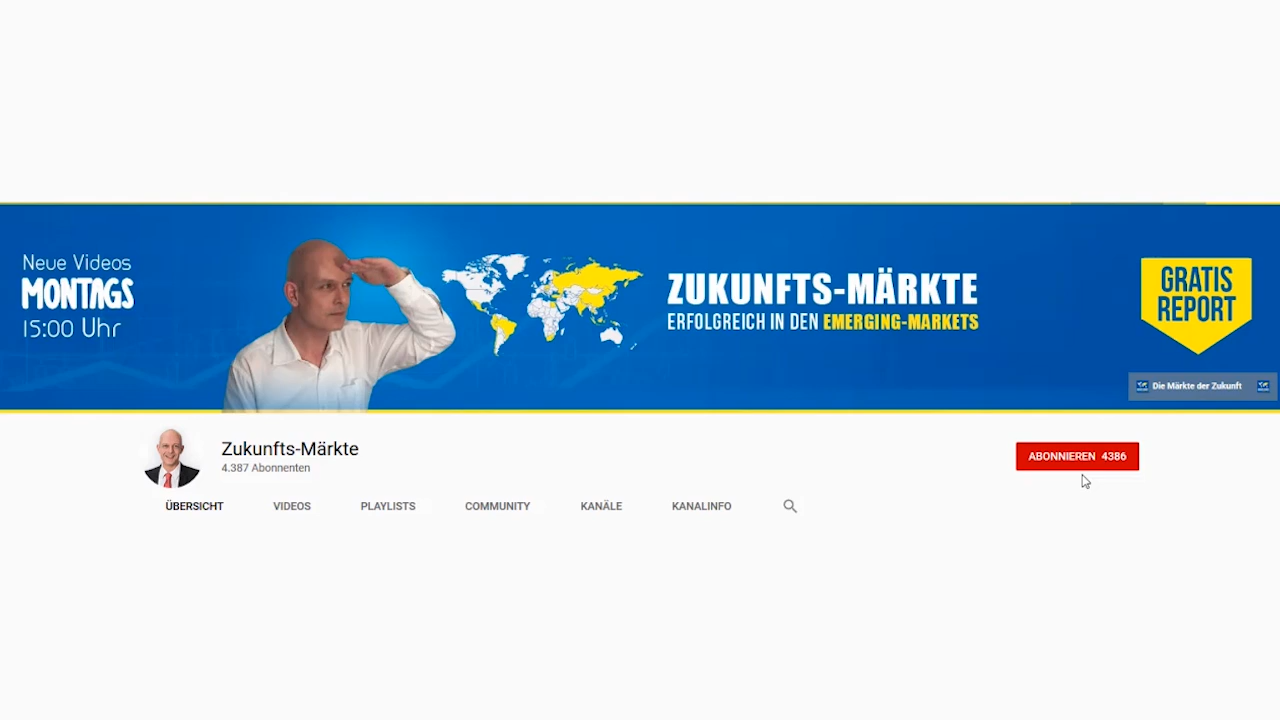 Neue Videos
MONTAGS
15:00 Uhr
ZUKUNFTS-MÄRKTE
ERFOLGREICH IN DEN EMERGING-MARKETS
GRATIS
REPORT
Die Märkte der Zukunft
Zukunfts-Märkte
4.387 Abonnenten
ABONNIEREN 4386
ÜBERSICHT VIDEOS PLAYLISTS COMMUNITY KANÄLE KANALINFO